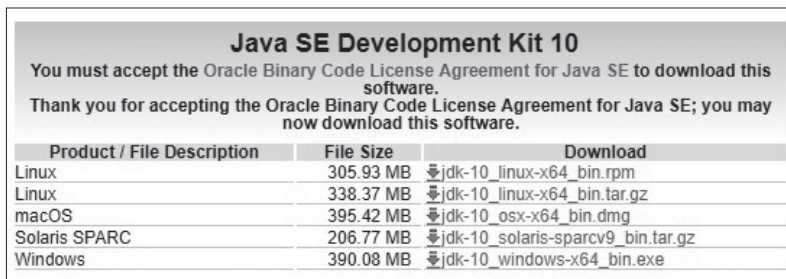 Java SE Development Kit 10
You must accept the Oracle Binary Code License Agreement for Java SE to download this
software.
Thank you for accepting the Oracle Binary Code License Agreement for Java SE; you may
now download this software.
Product / File Description File Size Download
Linux 305.93 MB jdk-10_linux-x64_bin.rpm
Linux 338.37 MB jdk-10_linux-x64_bin.tar.gz
macOS 395.42 MB jdk-10_osx-x64_bin.dmg
Solaris SPARC 206.77 MB jdk-10_solaris-sparcv9_bin.tar.gz
Windows 390.08 MB jdk-10_windows-x64_bin.exe